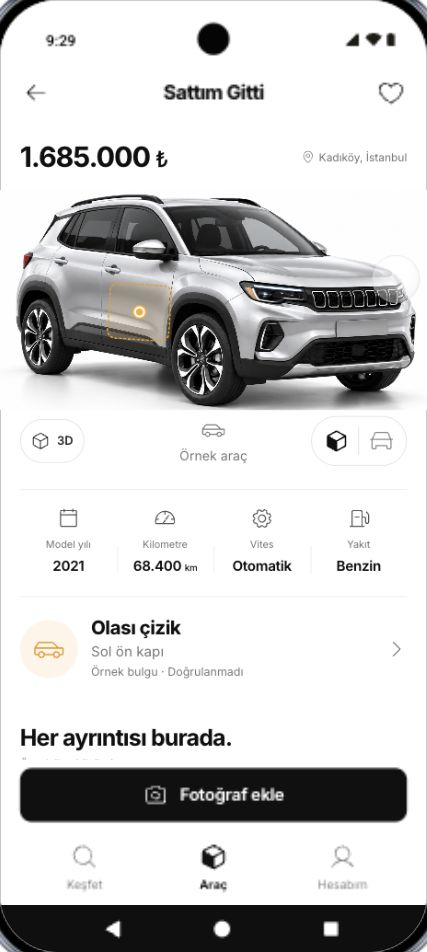 9:29
Sattım Gitti
1.685.000 ₺
Kadıköy, İstanbul
3D
Örnek araç
Model yılı
2021
Kilometre
68.400 km
Vites
Otomatik
Yakıt
Benzin
Olası çizik
Sol ön kapı
Örnek bulgu · Doğrulanmadı
Her ayrıntısı burada.
Fotoğraf ekle
Keşfet
Araç
Hesabım